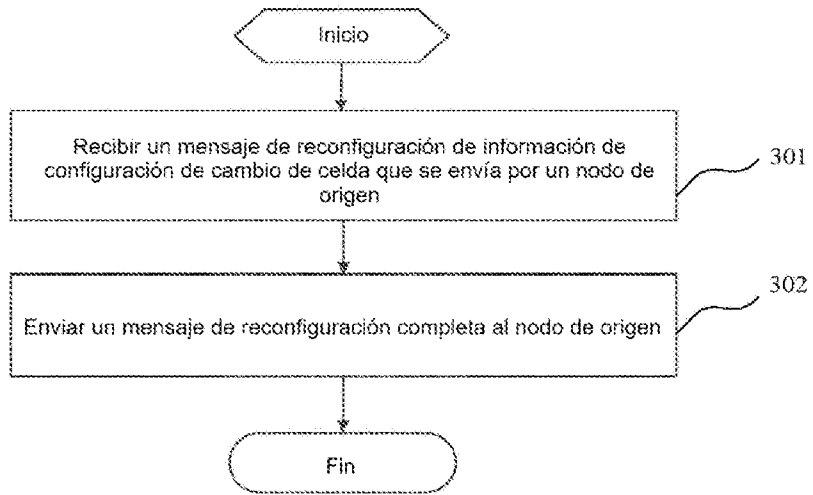 Inicio
Recibir un mensaje de reconfiguración de información de
configuración de cambio de celda que se envía por un nodo de
origen
301
302
Enviar un mensaje de reconfiguración completa al nodo de origen
Fin